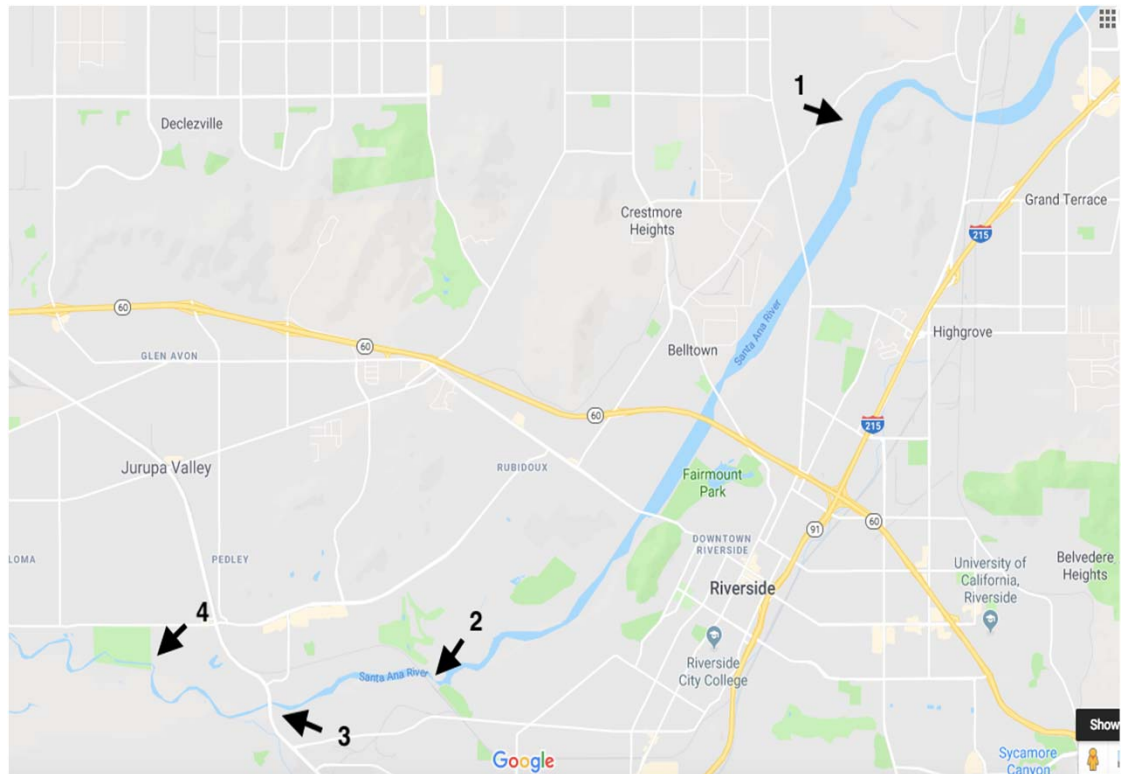 1
Declezville
Grand Terrace
Crestmore
Heights
215
60
Santa Ana River
Highgrove
Belltown
GLEN AVON
60
60
215
Jurupa Valley
RUBIDOUX
Fairmount
Park
91
60
DOWNTOWN
RIVERSIDE
LOMA
PEDLEY
University of
California,
Riverside
Belvedere
Heights
Riverside
4
2
Riverside
City College
Santa Ana River
3
Show
Google
Sycamore
Canyon